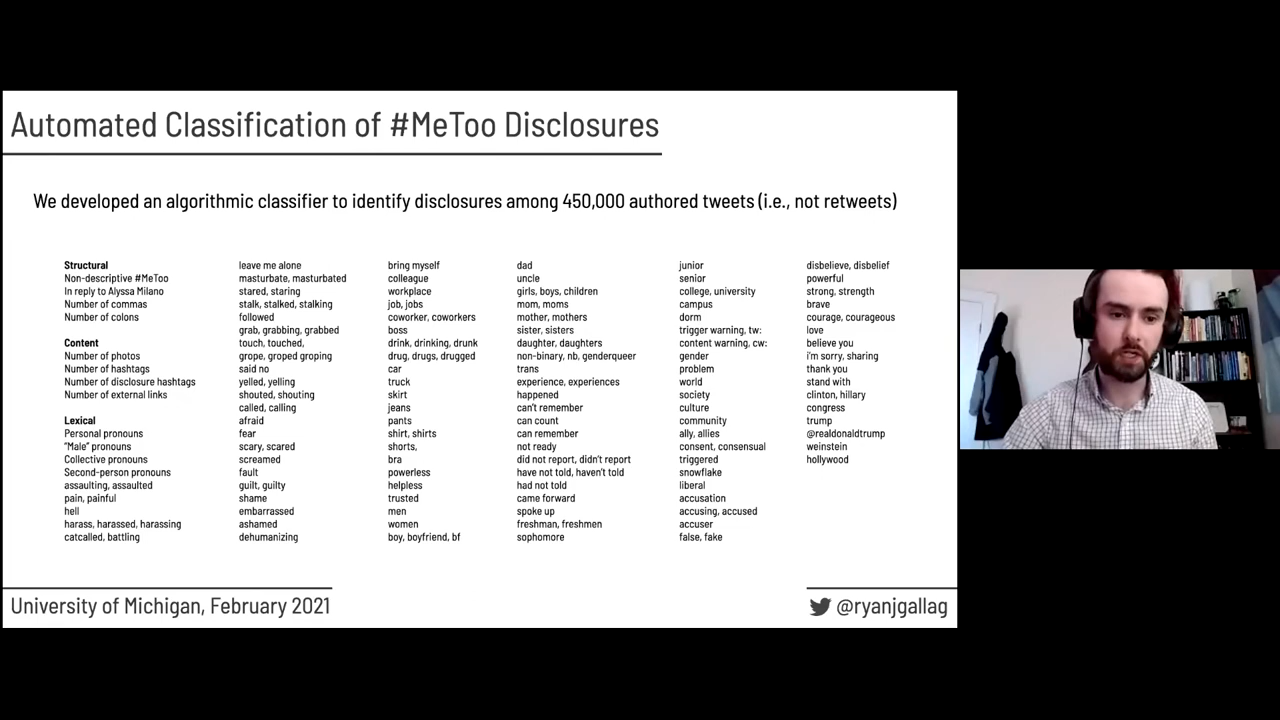 Automated Classification of #MeToo Disclosures
We developed an algorithmic classifier to identify disclosures among 450,000 authored tweets (i.e., not retweets)
Structural
Non-descriptive #MeToo
In reply to Alyssa Milano
Number of commas
Number of colons
Content
Number of photos
Number of hashtags
Number of disclosure hashtags
Number of external links
Lexical
Personal pronouns
"Male" pronouns
Collective pronouns
Second-person pronouns
assaulting, assaulted
pain, painful
hell
harass, harassed, harassing
catcalled, battling
leave me alone
masturbate, masturbated
stared, staring
stalk, stalked, stalking
followed
grab, grabbing, grabbed
touch, touched,
grope, groped groping
said no
yelled, yelling
shouted, shouting
called, calling
afraid
fear
scary, scared
screamed
fault
guilt, guilty
shame
embarrassed
ashamed
dehumanizing
bring myself
colleague
workplace
job, jobs
coworker, coworkers
boss
drink, drinking, drunk
drug, drugs, drugged
car
truck
skirt
jeans
pants
shirt, shirts
shorts,
bra
powerless
helpless
trusted
men
women
boy, boyfriend, bf
dad
uncle
girls, boys, children
mom, moms
mother, mothers
sister, sisters
daughter, daughters
non-binary, nb, genderqueer
trans
experience, experiences
happened
can't remember
can count
can remember
not ready
did not report, didn't report
have not told, haven't told
had not told
came forward
spoke up
freshman, freshmen
sophomore
junior
senior
college, university
campus
dorm
trigger warning, tw:
content warning, cw:
gender
problem
world
society
culture
community
ally, allies
consent, consensual
triggered
snowflake
liberal
accusation
accusing, accused
accuser
false, fake
disbelieve, disbelief
powerful
strong, strength
brave
courage, courageous
love
believe you
i'm sorry, sharing
thank you
stand with
clinton, hillary
congress
trump
@realdonaldtrump
weinstein
hollywood
University of Michigan, February 2021
@ryanjgallag